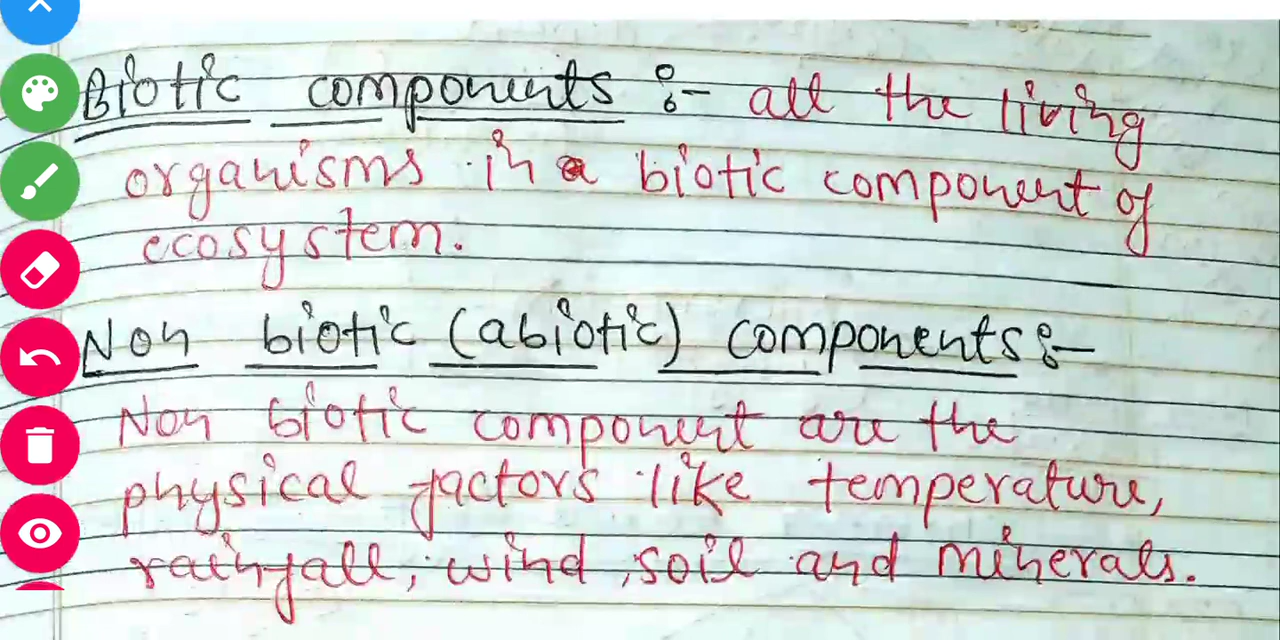 Biotic components :- all the living
organisms in a biotic component of
ecosystem.
Non biotic (abiotic) components :-
Non biotic component are the
physical factors like temperature,
rainfall, wind, soil and minerals.